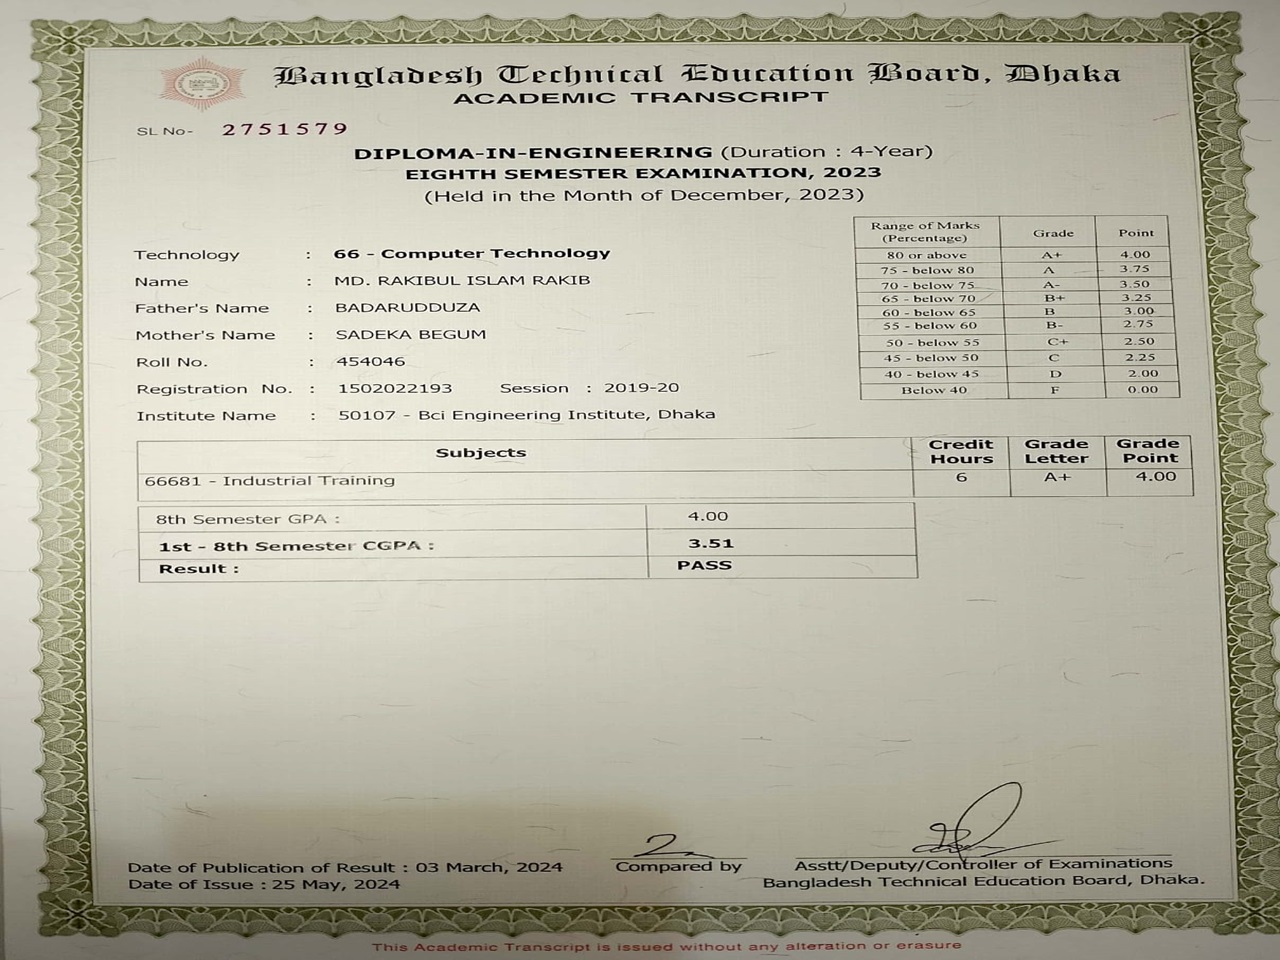 Bangladesh Technical Education Board, Dhaka
ACADEMIC TRANSCRIPT
SL No- 2751579
DIPLOMA-IN-ENGINEERING (Duration : 4-Year)
EIGHTH SEMESTER EXAMINATION, 2023
(Held in the Month of December, 2023)
Range of Marks (Percentage) Grade Point
80 or above A+ 4.00
75 - below 80 A 3.75
70 - below 75 A- 3.50
65 - below 70 B+ 3.25
60 - below 65 B 3.00
55 - below 60 B- 2.75
50 - below 55 C+ 2.50
45 - below 50 C 2.25
40 - below 45 D 2.00
Below 40 F 0.00
Technology : 66 - Computer Technology
Name : MD. RAKIBUL ISLAM RAKIB
Father's Name : BADARUDDUZA
Mother's Name : SADEKA BEGUM
Roll No. : 454046
Registration No. : 1502022193 Session : 2019-20
Institute Name : 50107 - Bci Engineering Institute, Dhaka
Subjects Credit Hours Grade Letter Grade Point
66681 - Industrial Training 6 A+ 4.00
8th Semester GPA : 4.00
1st - 8th Semester CGPA : 3.51
Result : PASS
Date of Publication of Result : 03 March, 2024
Date of Issue : 25 May, 2024
Compared by
Asstt/Deputy/Controller of Examinations
Bangladesh Technical Education Board, Dhaka.
This Academic Transcript is issued without any alteration or erasure